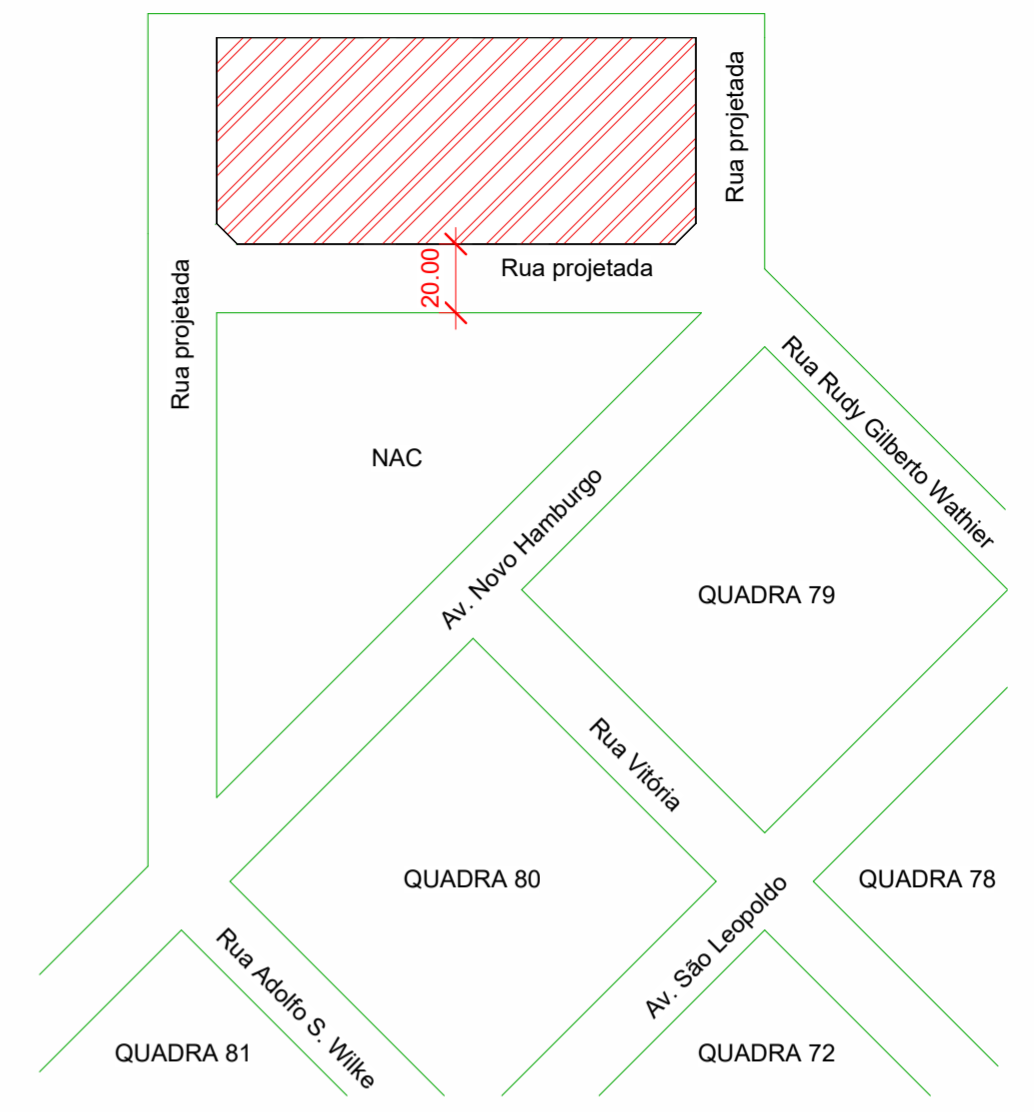 Rua projetada
20.00
Rua projetada
Rua projetada
NAC
Rua Rudy Gilberto Wathier
Av. Novo Hamburgo
QUADRA 79
Rua Vitória
QUADRA 80
QUADRA 78
Av. São Leopoldo
Rua Adolfo S. Wilke
QUADRA 81
QUADRA 72